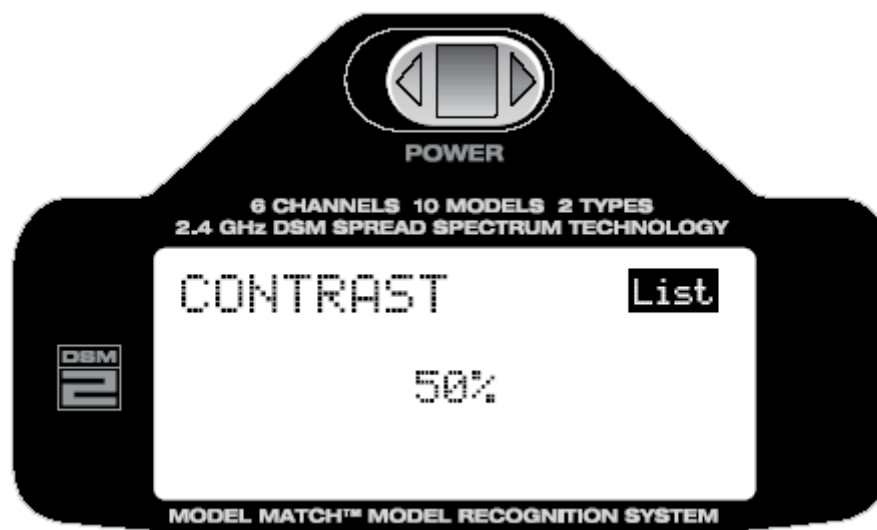 POWER
6 CHANNELS 10 MODELS 2 TYPES
2.4 GHz DSM SPREAD SPECTRUM TECHNOLOGY
CONTRAST List
DSM
2
50%
MODEL MATCH™ MODEL RECOGNITION SYSTEM